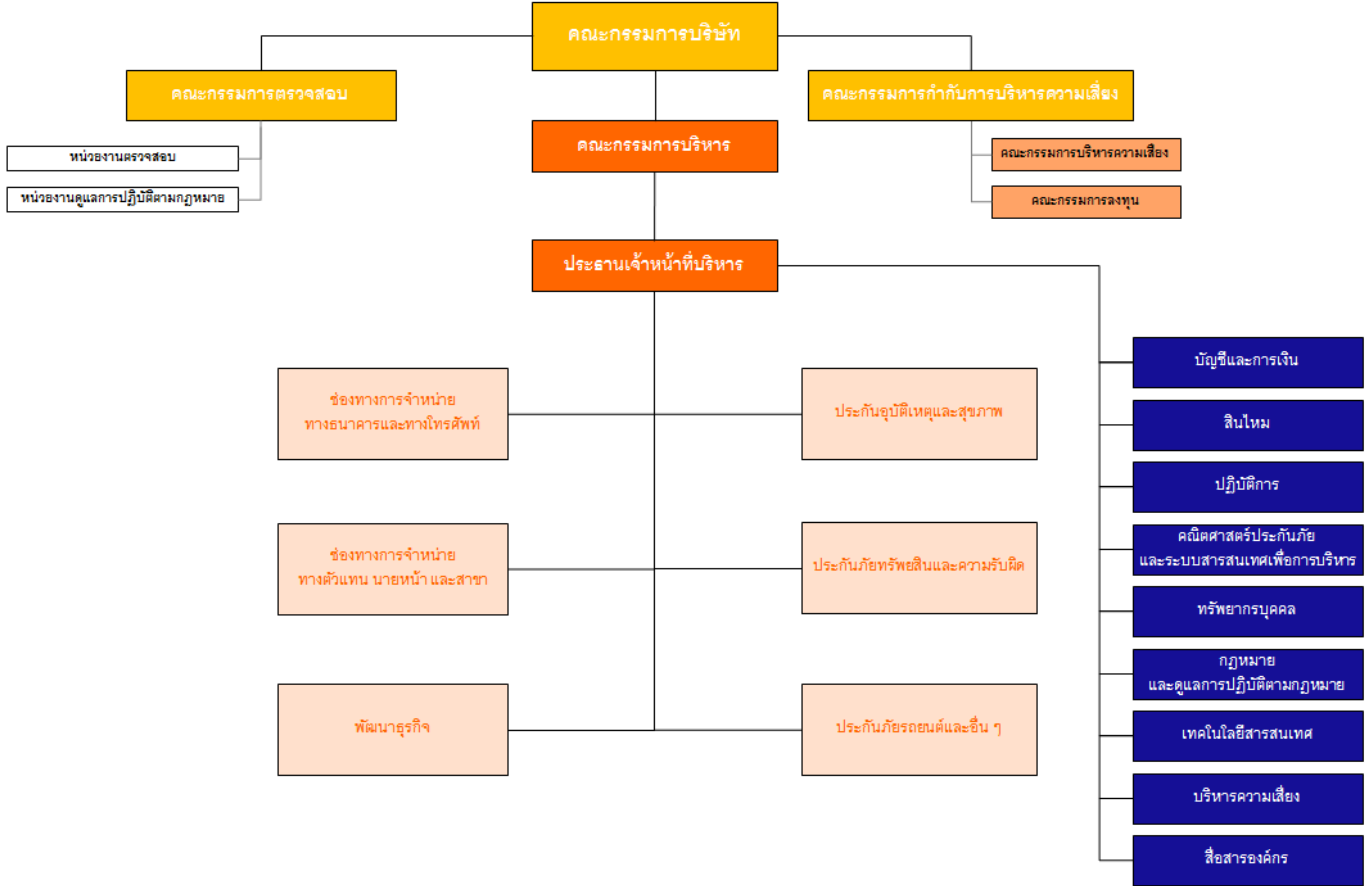 คณะกรรมการบริษัท
คณะกรรมการตรวจสอบ
คณะกรรมการกำกับการบริหารความเสี่ยง
คณะกรรมการบริหาร
หน่วยงานตรวจสอบ
หน่วยงานดูแลการปฏิบัติตามกฎหมาย
คณะกรรมการบริหารความเสี่ยง
คณะกรรมการลงทุน
ประธานเจ้าหน้าที่บริหาร
ช่องทางการจำหน่าย
ทางธนาคารและทางโทรศัพท์
ประกันอุบัติเหตุและสุขภาพ
ช่องทางการจำหน่าย
ทางตัวแทน นายหน้า และสาขา
ประกันภัยทรัพยสินและความรับผิด
พัฒนาธุรกิจ
ประกันภัยรถยนต์และอื่น ๆ
บัญชีและการเงิน
สินไหม
ปฏิบัติการ
คณิตศาสตร์ประกันภัย
และระบบสารสนเทศเพื่อการบริหาร
ทรัพยากรบุคคล
กฎหมาย
และดูแลการปฏิบัติตามกฎหมาย
เทคโนโลยีสารสนเทศ
บริหารความเสี่ยง
สื่อสารองค์กร